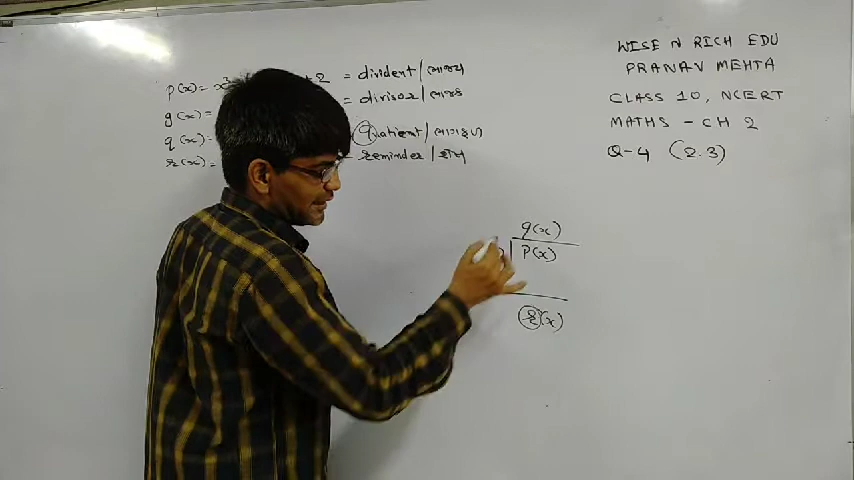 p(x) = x³ + 2 = divident / ભાજ્ય
g(x) = = divisor / ભાજક
q(x) = quatient / ભાગફળ
r(x) = reminder / શેષ
WISE N RICH EDU
PRANAV MEHTA
CLASS 10, NCERT
MATHS - CH 2
Q-4 (2.3)
q(x)
P(x)
r(x)